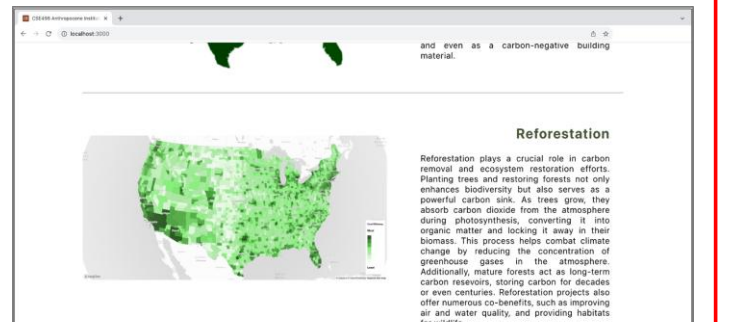 CSE498 Anthropocene Institut
localhost:3000
and even as a carbon-negative building
material.
Reforestation
Reforestation plays a crucial role in carbon
removal and ecosystem restoration efforts.
Planting trees and restoring forests not only
enhances biodiversity but also serves as a
powerful carbon sink. As trees grow, they
absorb carbon dioxide from the atmosphere
during photosynthesis, converting it into
organic matter and locking it away in their
biomass. This process helps combat climate
change by reducing the concentration of
greenhouse gases in the atmosphere.
Additionally, mature forests act as long-term
carbon resevoirs, storing carbon for decades
or even centuries. Reforestation projects also
offer numerous co-benefits, such as improving
air and water quality, and providing habitats
for wildlife.